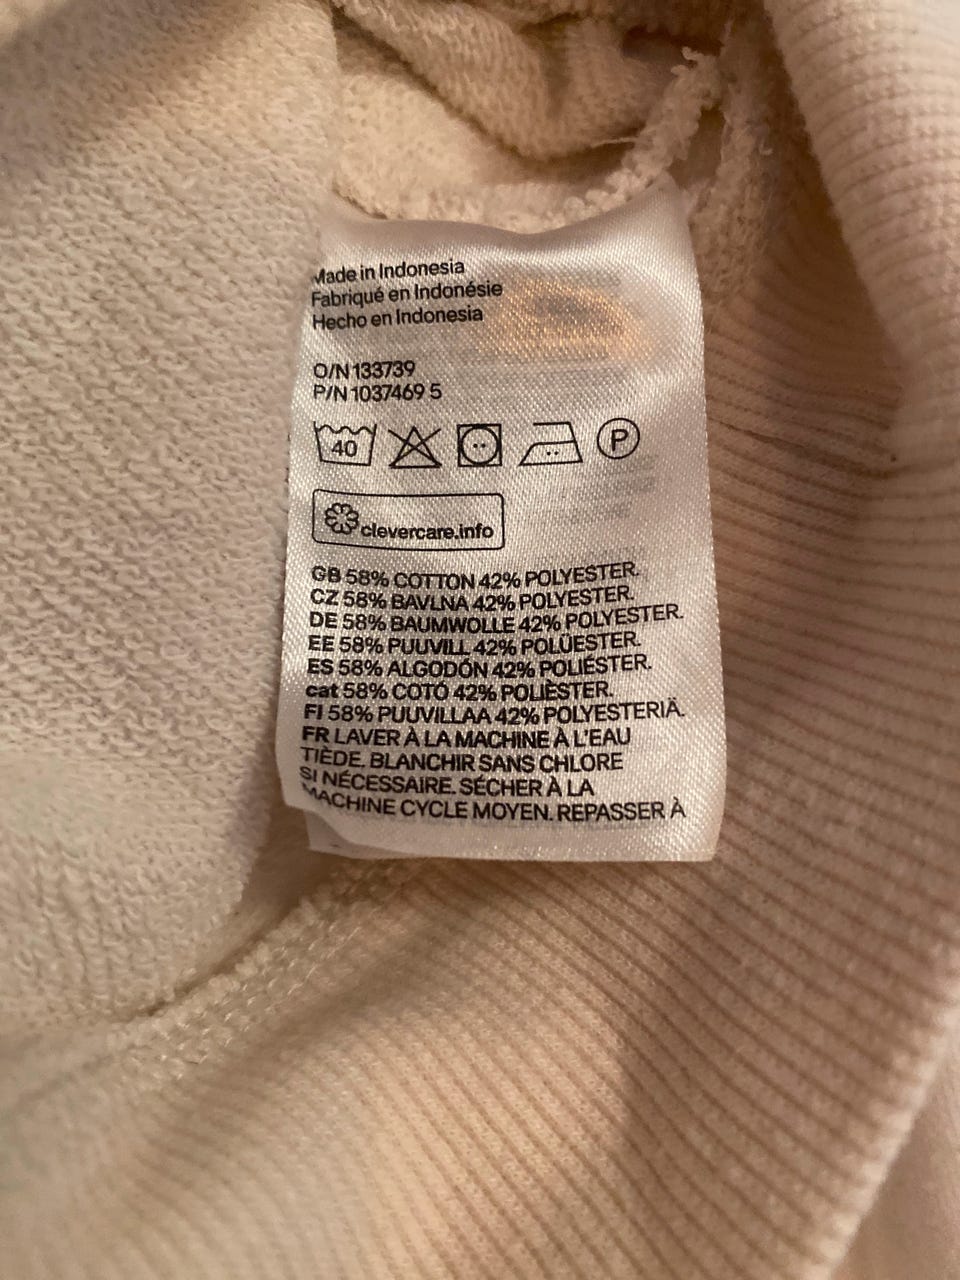 Made in Indonesia
Fabriqué en Indonésie
Hecho en Indonesia
O/N 133739
P/N 1037469 5
40
P
clevercare.info
GB 58% COTTON 42% POLYESTER.
CZ 58% BAVLNA 42% POLYESTER.
DE 58% BAUMWOLLE 42% POLYESTER.
EE 58% PUUVILL 42% POLÜESTER.
ES 58% ALGODÓN 42% POLIÉSTER.
cat 58% COTÓ 42% POLIÈSTER.
FI 58% PUUVILLAA 42% POLYESTERIÄ.
FR LAVER À LA MACHINE À L'EAU
TIÈDE. BLANCHIR SANS CHLORE
SI NÉCESSAIRE. SÉCHER À LA
MACHINE CYCLE MOYEN. REPASSER À